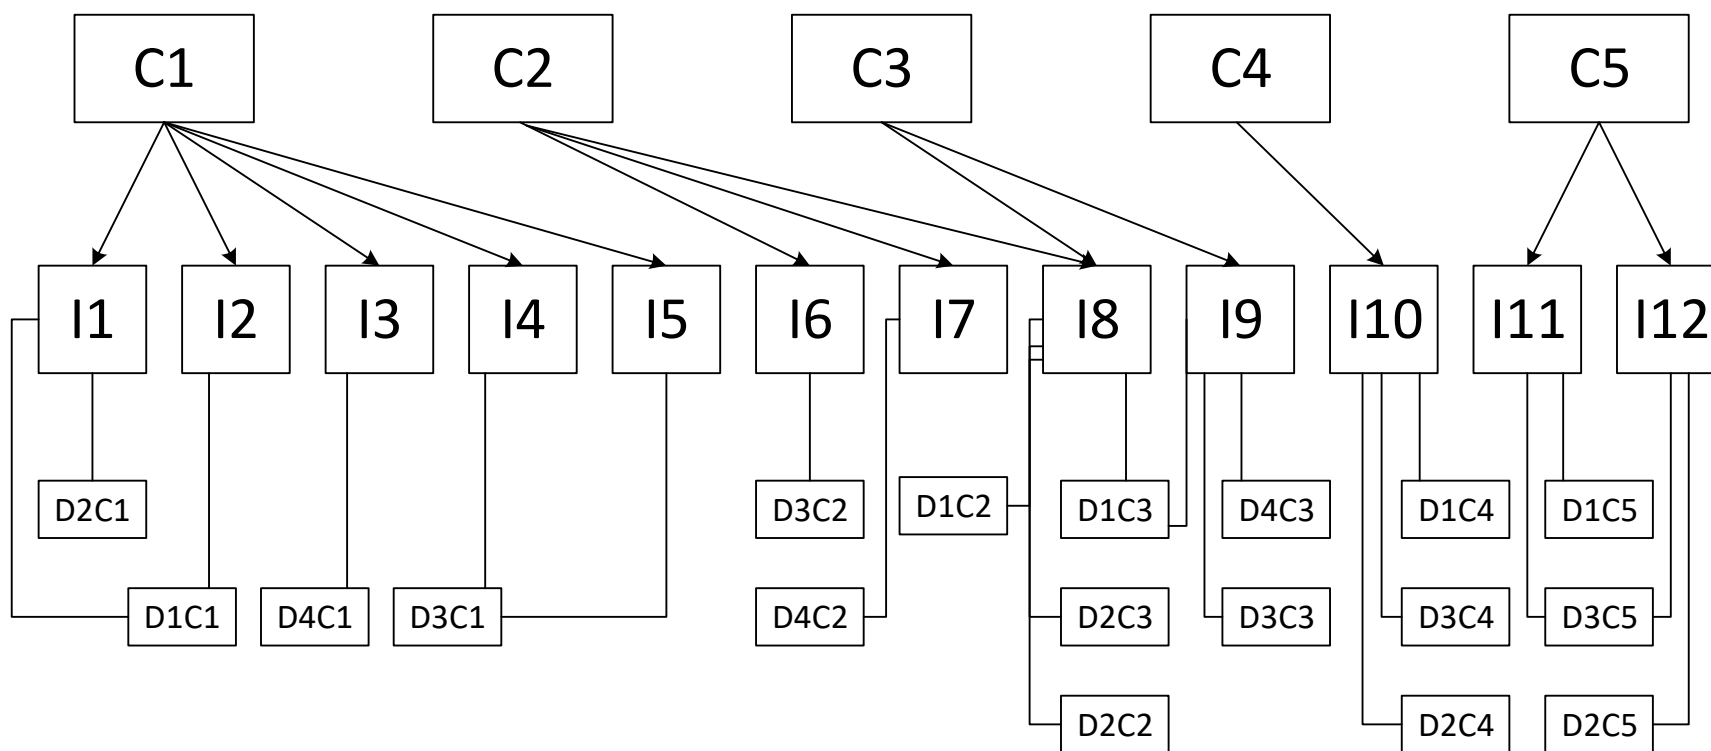 C1
C2
C3
C4
C5
I1
I2
I3
I4
I5
I6
I7
I8
I9
I10
I11
I12
D2C1
D3C2
D1C2
D1C3
D4C3
D1C4
D1C5
D1C1
D4C1
D3C1
D4C2
D2C3
D3C3
D3C4
D3C5
D2C2
D2C4
D2C5